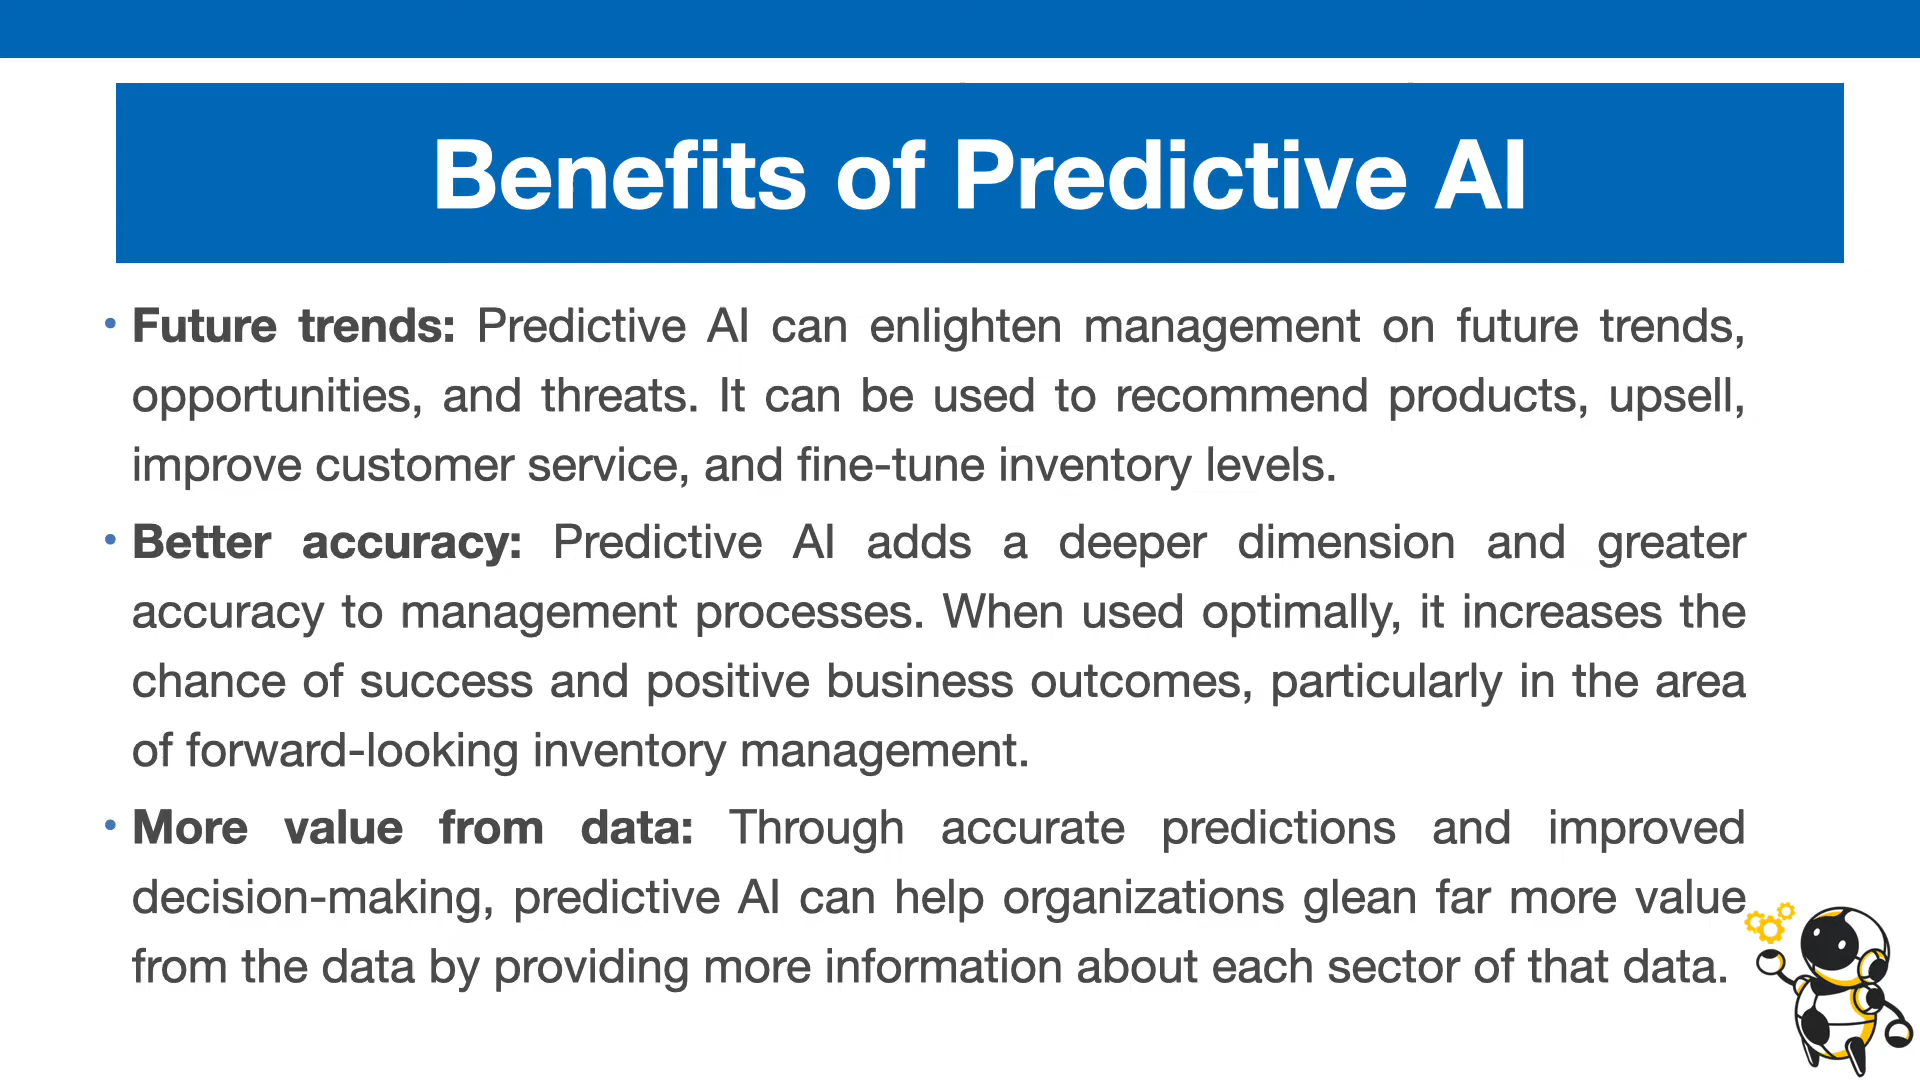 Benefits of Predictive AI
• Future trends: Predictive AI can enlighten management on future trends,
opportunities, and threats. It can be used to recommend products, upsell,
improve customer service, and fine-tune inventory levels.
• Better accuracy: Predictive AI adds a deeper dimension and greater
accuracy to management processes. When used optimally, it increases the
chance of success and positive business outcomes, particularly in the area
of forward-looking inventory management.
• More value from data: Through accurate predictions and improved
decision-making, predictive AI can help organizations glean far more value
from the data by providing more information about each sector of that data.